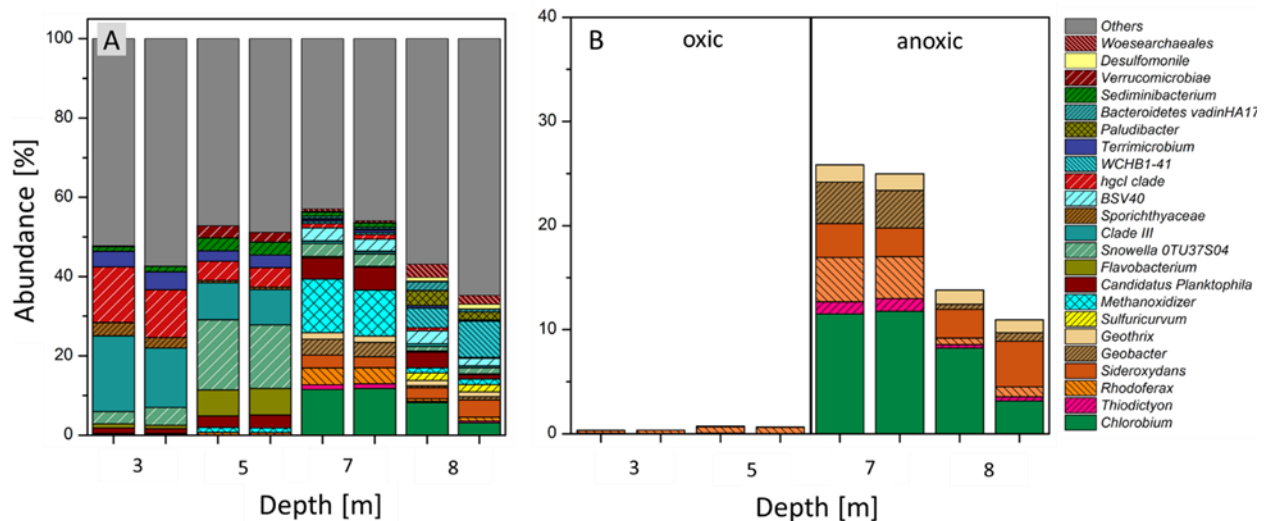 A
100
80
60
40
20
0
Abundance [%]
3
5
7
8
Depth [m]
B
oxic
anoxic
40
30
20
10
0
3
5
7
8
Depth [m]
Others
Woesearchaeales
Desulfomonile
Verrucomicrobiae
Sediminibacterium
Bacteroidetes vadinHA17
Paludibacter
Terrimicrobium
WCHB1-41
hgcI clade
BSV40
Sporichthyaceae
Clade III
Snowella 0TU37S04
Flavobacterium
Candidatus Planktophila
Methanoxidizer
Sulfuricurvum
Geothrix
Geobacter
Sideroxydans
Rhodoferax
Thiodictyon
Chlorobium